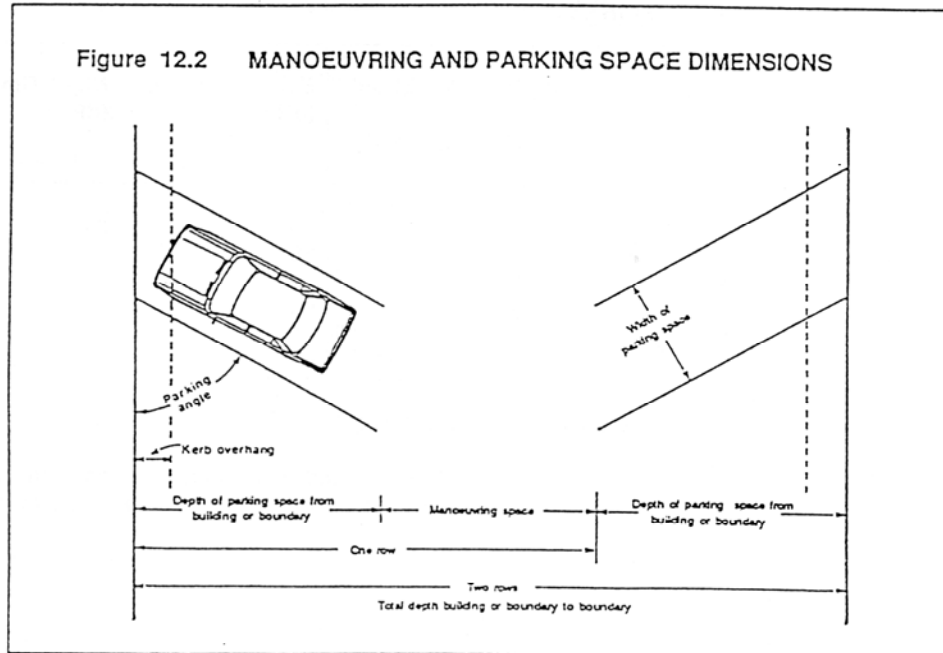 Figure 12.2 MANOEUVRING AND PARKING SPACE DIMENSIONS
Width of
parking space
Parking
angle
Kerb overhang
Depth of parking space from
building or boundary
Manoeuvring space
Depth of parking space from
building or boundary
One row
Two rows
Total depth building or boundary to boundary